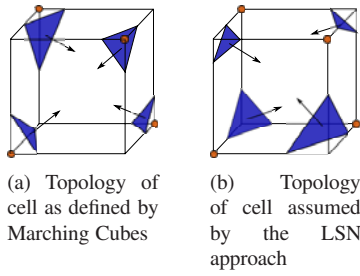 (a) Topology of
cell as defined by
Marching Cubes
(b) Topology
of cell assumed
by the LSN
approach